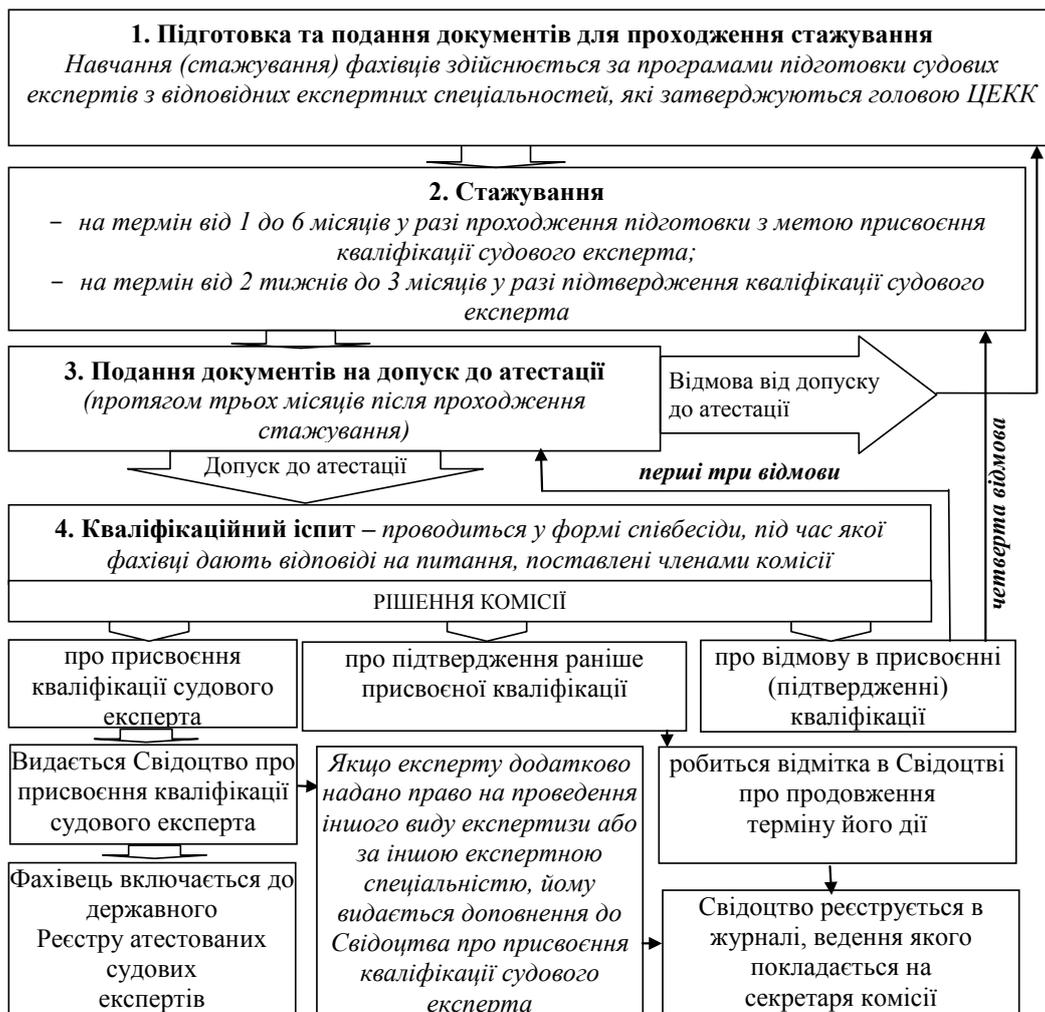 1. Підготовка та подання документів для проходження стажування
Навчання (стажування) фахівців здійснюється за програмами підготовки судових
експертів з відповідних експертних спеціальностей, які затверджуються головою ЦЕКК
2. Стажування
– на термін від 1 до 6 місяців у разі проходження підготовки з метою присвоєння
кваліфікації судового експерта;
– на термін від 2 тижнів до 3 місяців у разі підтвердження кваліфікації судового
експерта
3. Подання документів на допуск до атестації
(протягом трьох місяців після проходження
стажування)
Відмова від допуску
до атестації
Допуск до атестації
перші три відмови
четверта відмова
4. Кваліфікаційний іспит – проводиться у формі співбесіди, під час якої
фахівці дають відповіді на питання, поставлені членами комісії
РІШЕННЯ КОМІСІЇ
про присвоєння
кваліфікації судового
експерта
про підтвердження раніше
присвоєної кваліфікації
про відмову в присвоєнні
(підтвердженні)
кваліфікації
Видається Свідоцтво про
присвоєння кваліфікації
судового експерта
Якщо експерту додатково
надано право на проведення
іншого виду експертизи або
за іншою експертною
спеціальністю, йому
видається доповнення до
Свідоцтва про присвоєння
кваліфікації судового
експерта
робиться відмітка в Свідоцтві
про продовження
терміну його дії
Фахівець включається до
державного
Реєстру атестованих
судових
експертів
Свідоцтво реєструється в
журналі, ведення якого
покладається на
секретаря комісії